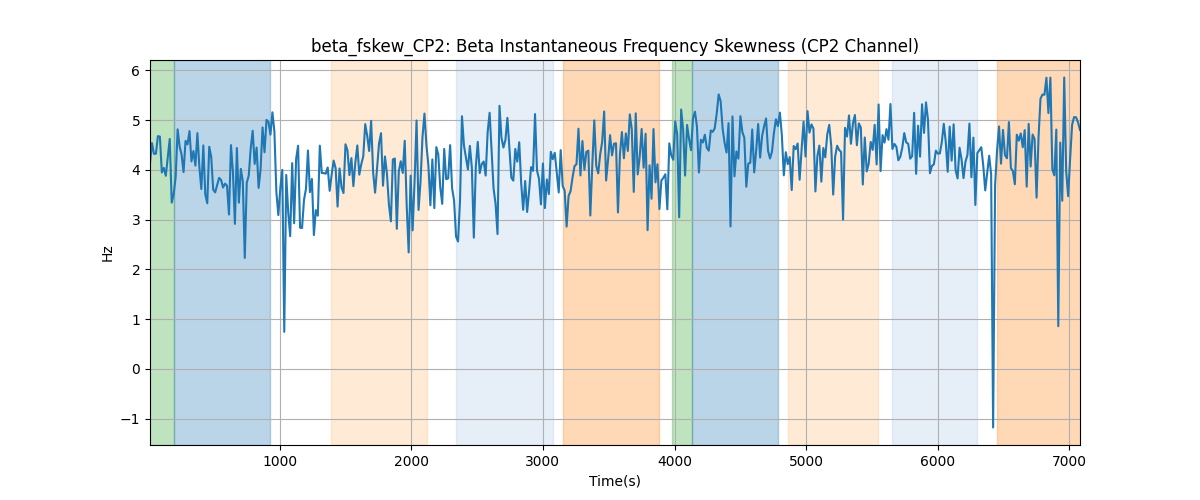 beta_fskew_CP2: Beta Instantaneous Frequency Skewness (CP2 Channel)
6
5
4
3
2
1
0
−1
Hz
1000 2000 3000 4000 5000 6000 7000
Time(s)